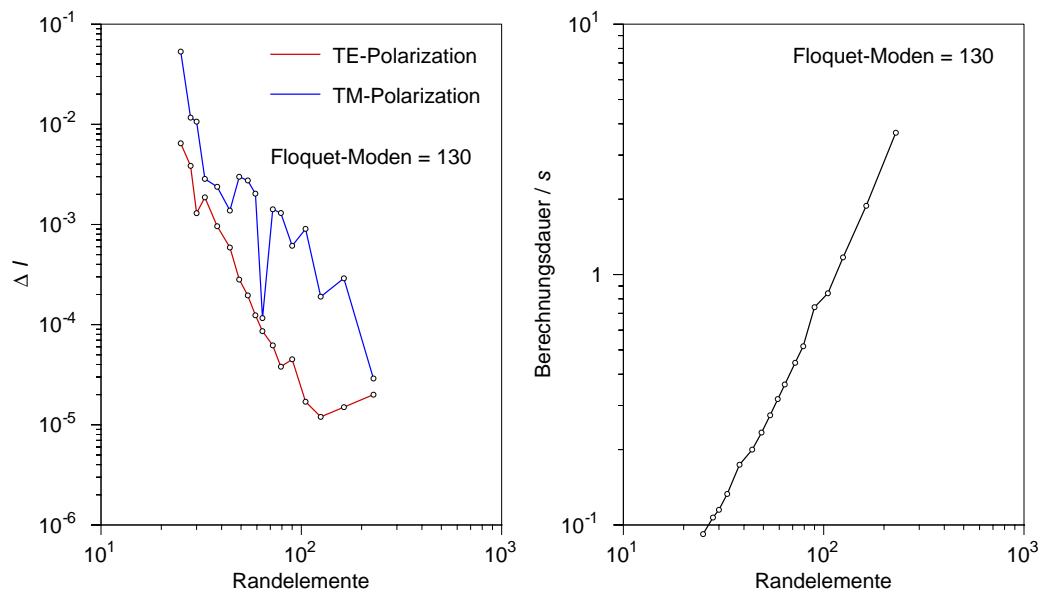 10^-1
10^-2
10^-3
10^-4
10^-5
10^-6
Δ I
TE-Polarization
TM-Polarization
Floquet-Moden = 130
10^1
10^2
10^3
Randelemente
10
1
10^-1
Berechnungsdauer / s
Floquet-Moden = 130
10^1
10^2
10^3
Randelemente